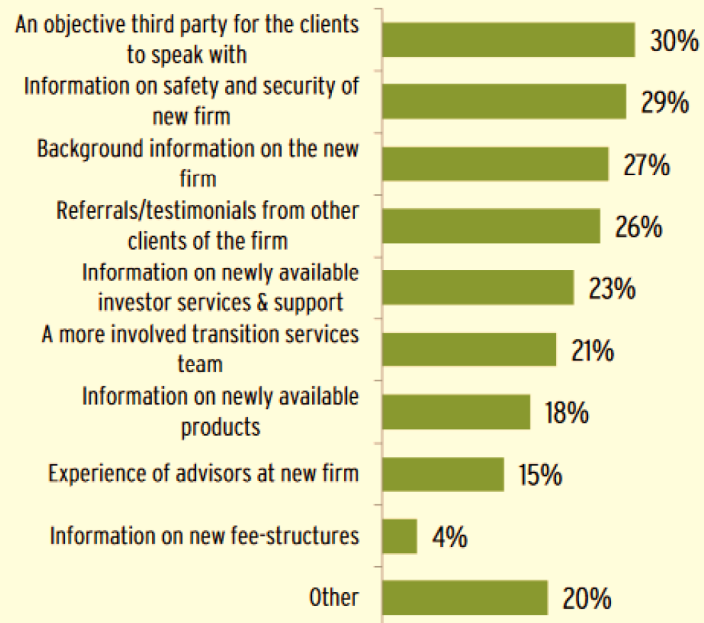 An objective third party for the clients
to speak with
30%
Information on safety and security of
new firm
29%
Background information on the new
firm
27%
Referrals/testimonials from other
clients of the firm
26%
Information on newly available
investor services & support
23%
A more involved transition services
team
21%
Information on newly available
products
18%
Experience of advisors at new firm
15%
Information on new fee-structures
4%
Other
20%